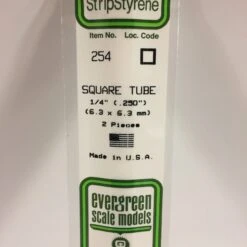 StripStyrene
Item No. Loc. Code
254
SQUARE TUBE
1/4" (.250")
(6.3 x 6.3 mm)
2 Pieces
Made in U.S.A.
evergreen
scale models